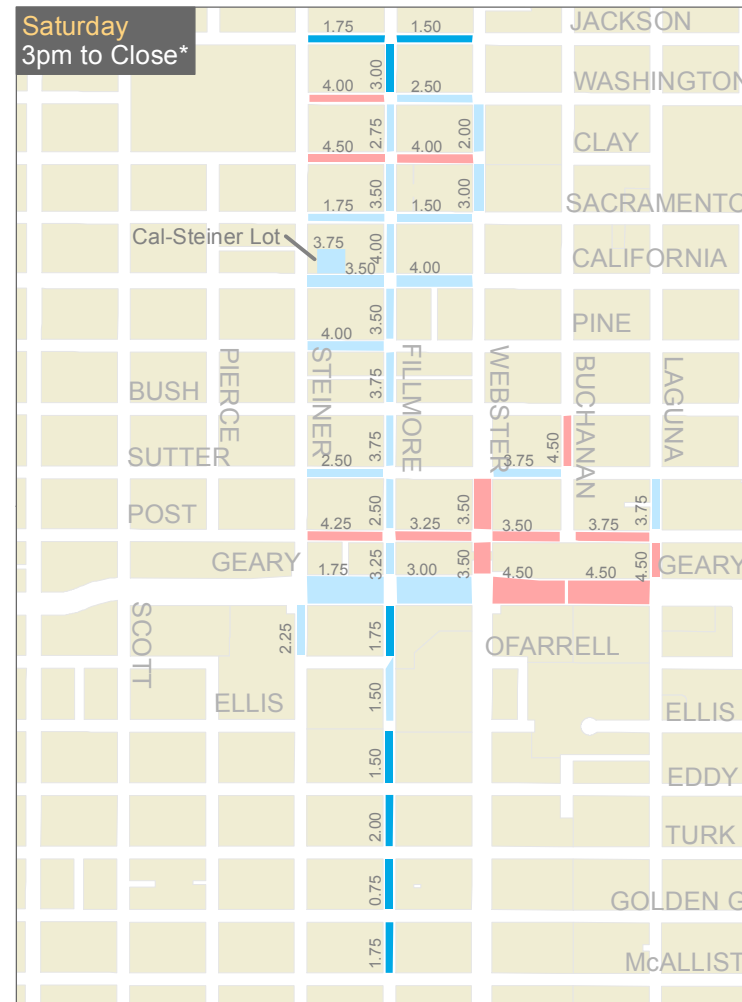 Saturday
3pm to Close*
1.75
1.50
JACKSON
3.00
4.00
2.50
WASHINGTON
2.75
2.00
4.50
4.00
CLAY
3.50
3.00
1.75
1.50
SACRAMENTO
Cal-Steiner Lot
3.75
4.00
3.50
4.00
CALIFORNIA
3.50
4.00
PINE
PIERCE
STEINER
FILLMORE
WEBSTER
BUCHANAN
LAGUNA
3.75
BUSH
3.75
4.50
SUTTER
2.50
3.75
2.50
3.50
3.75
POST
4.25
3.25
3.50
3.75
GEARY
3.25
3.50
4.50
GEARY
1.75
3.00
4.50
4.50
SCOTT
2.25
1.75
OFARRELL
1.50
ELLIS
ELLIS
1.50
EDDY
2.00
TURK
0.75
GOLDEN G
1.75
McALLIST